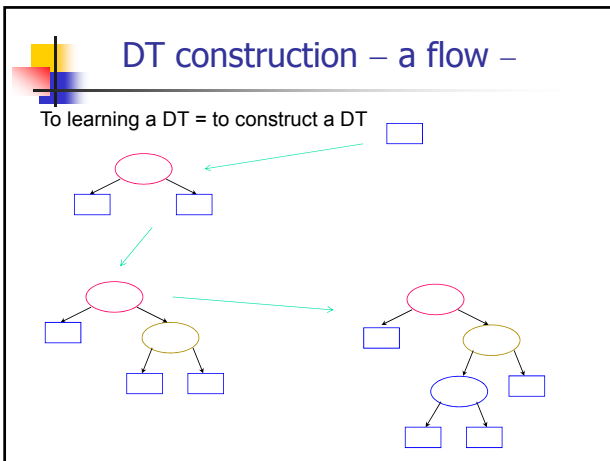 DT construction – a flow –
To learning a DT = to construct a DT